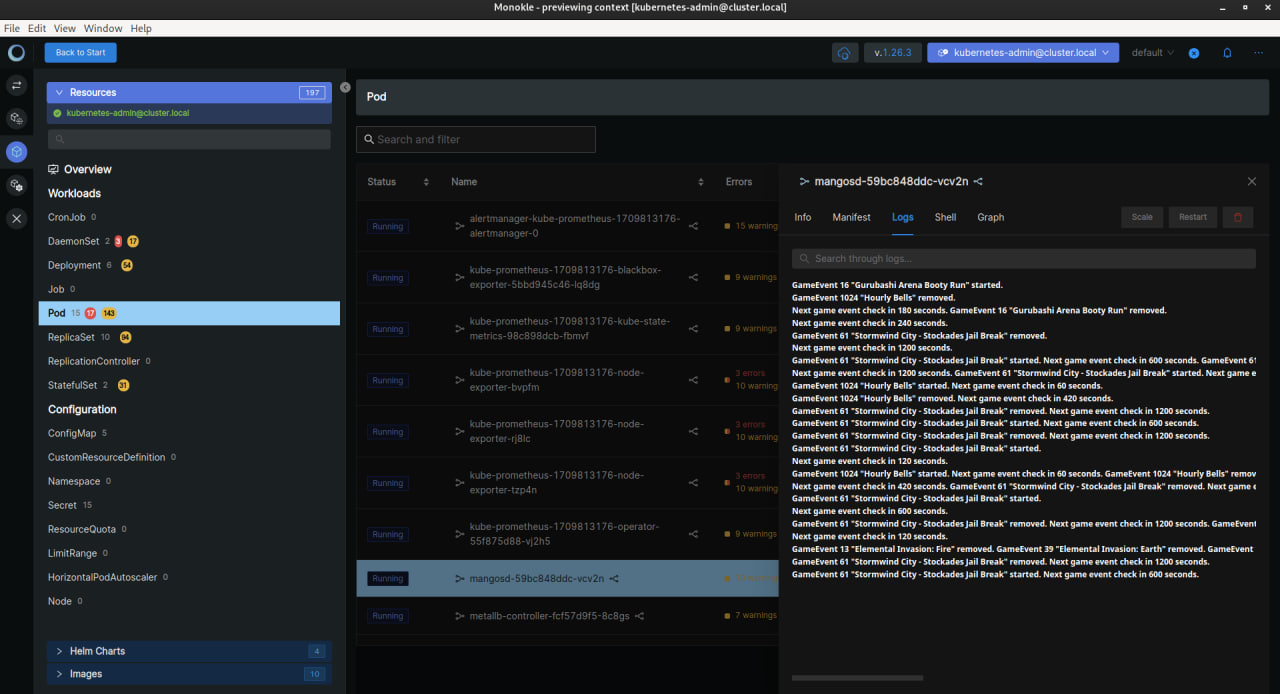 Monokle - previewing context [kubernetes-admin@cluster.local]
File Edit View Window Help
Back to Start
v.1.26.3
kubernetes-admin@cluster.local
default
Resources
197
kubernetes-admin@cluster.local
Overview
Workloads
CronJob 0
DaemonSet 2 3 17
Deployment 6 54
Job 0
Pod 15 17 143
ReplicaSet 10 94
ReplicationController 0
StatefulSet 2 31
Configuration
ConfigMap 5
CustomResourceDefinition 0
Namespace 0
Secret 15
ResourceQuota 0
LimitRange 0
HorizontalPodAutoscaler 0
Node 0
Helm Charts 4
Images 10
Pod
Search and filter
Status Name Errors
Running
alertmanager-kube-prometheus-1709813176-
alertmanager-0
15 warning
Running
kube-prometheus-1709813176-blackbox-
exporter-5bbd945c46-lq8dg
9 warnings
Running
kube-prometheus-1709813176-kube-state-
metrics-98c898dcb-fbmvf
9 warnings
Running
kube-prometheus-1709813176-node-
exporter-bvpfm
3 errors
10 warning
Running
kube-prometheus-1709813176-node-
exporter-rj8lc
3 errors
10 warning
Running
kube-prometheus-1709813176-node-
exporter-tzp4n
3 errors
10 warning
Running
kube-prometheus-1709813176-operator-
55f875d88-vj2h5
9 warnings
Running
mangosd-59bc848ddc-vcv2n
Running
metallb-controller-fcf57d9f5-8c8gs
7 warnings
mangosd-59bc848ddc-vcv2n
Info Manifest Logs Shell Graph
Scale Restart
Search through logs...
GameEvent 16 "Gurubashi Arena Booty Run" started.
GameEvent 1024 "Hourly Bells" removed.
Next game event check in 180 seconds. GameEvent 16 "Gurubashi Arena Booty Run" removed.
Next game event check in 240 seconds.
GameEvent 61 "Stormwind City - Stockades Jail Break" removed.
Next game event check in 1200 seconds.
GameEvent 61 "Stormwind City - Stockades Jail Break" started. Next game event check in 600 seconds. GameEvent 61
Next game event check in 1200 seconds. GameEvent 61 "Stormwind City - Stockades Jail Break" started. Next game e
GameEvent 1024 "Hourly Bells" started. Next game event check in 60 seconds.
GameEvent 1024 "Hourly Bells" removed. Next game event check in 420 seconds.
GameEvent 61 "Stormwind City - Stockades Jail Break" removed. Next game event check in 1200 seconds.
GameEvent 61 "Stormwind City - Stockades Jail Break" started. Next game event check in 600 seconds.
GameEvent 61 "Stormwind City - Stockades Jail Break" removed. Next game event check in 1200 seconds.
GameEvent 61 "Stormwind City - Stockades Jail Break" started.
Next game event check in 120 seconds.
GameEvent 1024 "Hourly Bells" started. Next game event check in 60 seconds. GameEvent 1024 "Hourly Bells" remov
Next game event check in 420 seconds. GameEvent 61 "Stormwind City - Stockades Jail Break" removed. Next game e
GameEvent 61 "Stormwind City - Stockades Jail Break" started.
Next game event check in 600 seconds.
GameEvent 61 "Stormwind City - Stockades Jail Break" removed. Next game event check in 1200 seconds. GameEvent
Next game event check in 120 seconds.
GameEvent 13 "Elemental Invasion: Fire" removed. GameEvent 39 "Elemental Invasion: Earth" removed. GameEvent
GameEvent 61 "Stormwind City - Stockades Jail Break" removed. Next game event check in 1200 seconds.
GameEvent 61 "Stormwind City - Stockades Jail Break" started. Next game event check in 600 seconds.